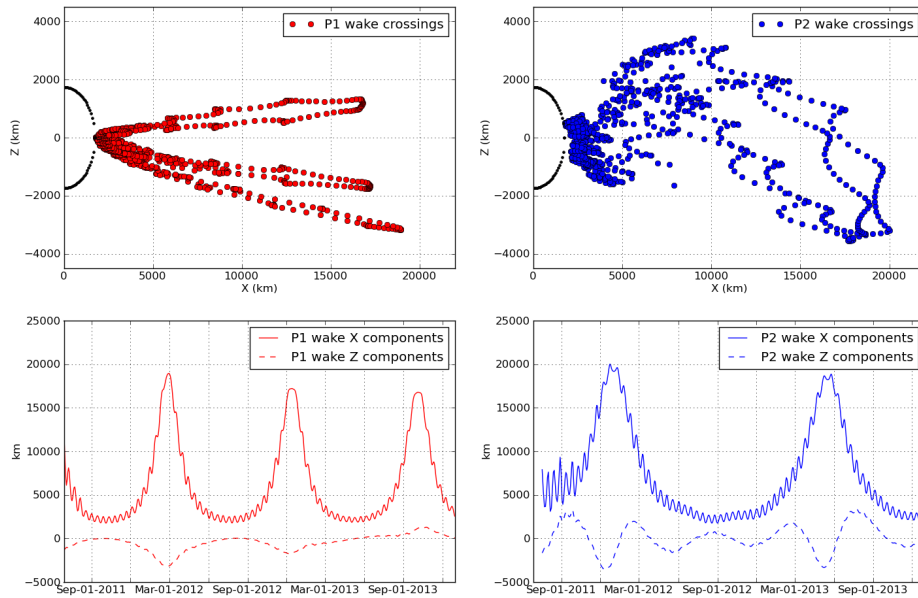 P1 wake crossings
4000
2000
0
−2000
−4000
Z (km)
0
5000
10000
15000
20000
X (km)
P2 wake crossings
4000
2000
0
−2000
−4000
Z (km)
0
5000
10000
15000
20000
X (km)
P1 wake X components
P1 wake Z components
25000
20000
15000
10000
5000
0
−5000
km
Sep-01-2011
Mar-01-2012
Sep-01-2012
Mar-01-2013
Sep-01-2013
P2 wake X components
P2 wake Z components
25000
20000
15000
10000
5000
0
−5000
km
Sep-01-2011
Mar-01-2012
Sep-01-2012
Mar-01-2013
Sep-01-2013